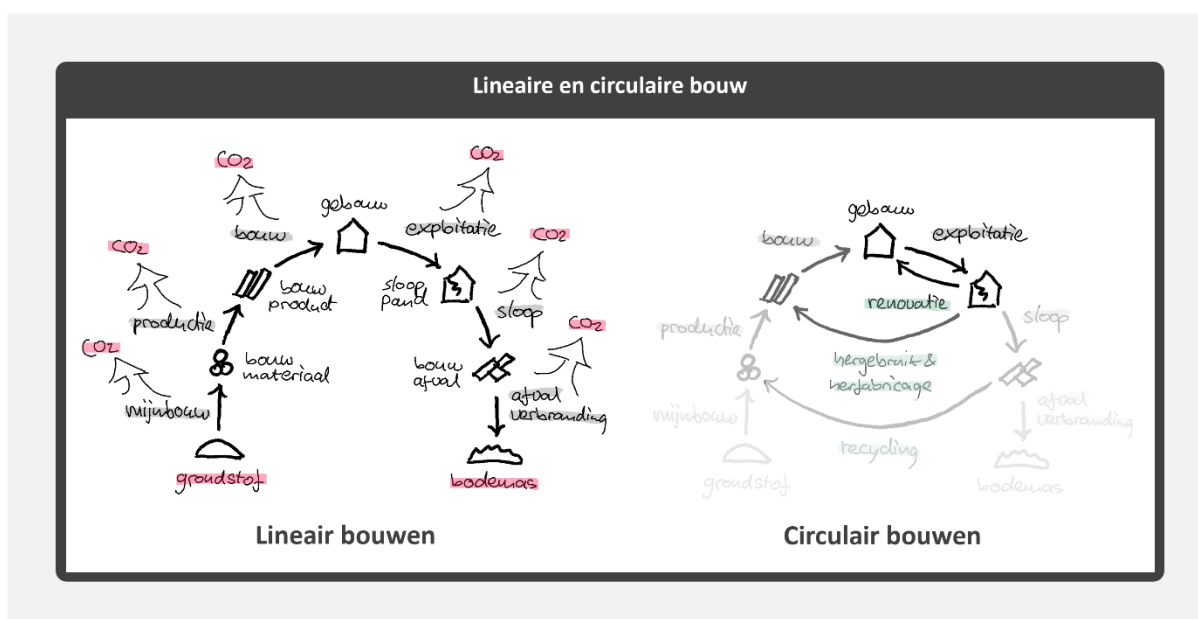 Lineaire en circulaire bouw
CO2
CO2
gebouw
bouw
exploitatie
CO2
CO2
bouw
product
sloop
pand
productie
sloop
CO2
CO2
bouw
materiaal
bouw
afval
mijnbouw
afval
verbranding
grondstof
bodemas
Lineair bouwen
gebouw
bouw
exploitatie
renovatie
productie
sloop
hergebruik &
herfabricage
mijnbouw
afval
verbranding
recycling
grondstof
bodemas
Circulair bouwen